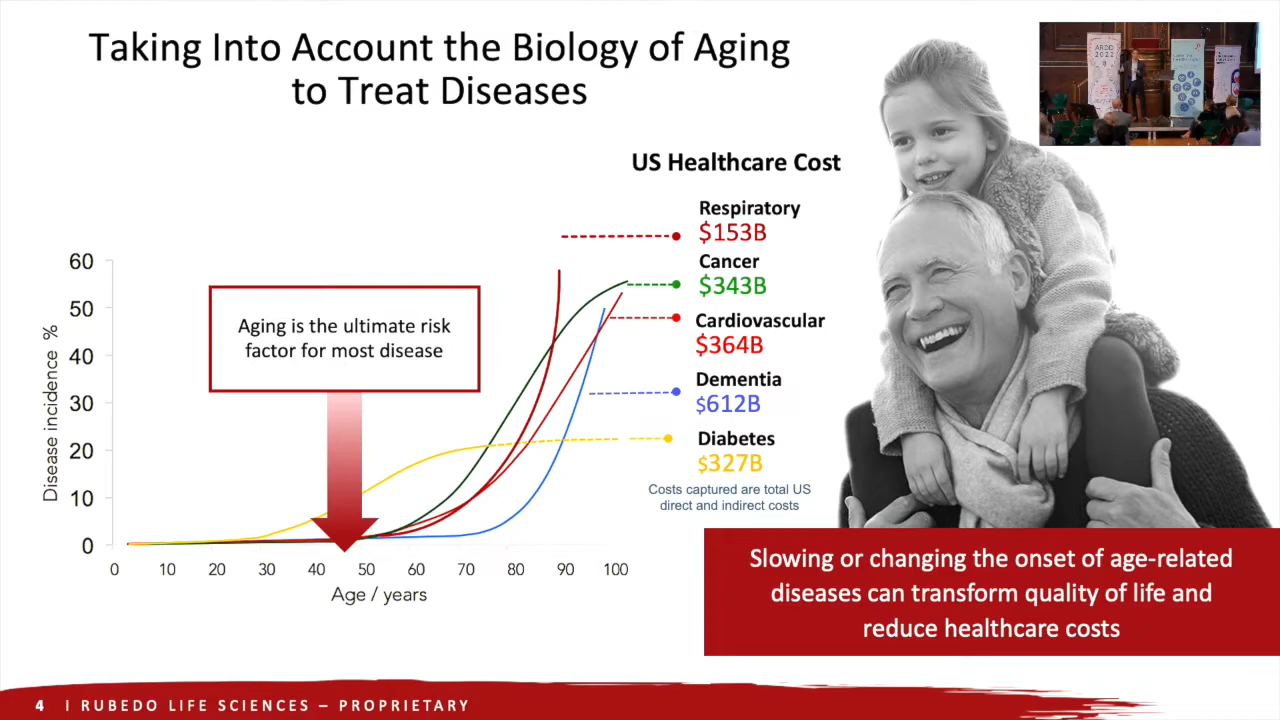 Taking Into Account the Biology of Aging
to Treat Diseases
ARDD
2022
US Healthcare Cost
Respiratory
$153B
Cancer
$343B
Cardiovascular
$364B
Dementia
$612B
Diabetes
$327B
Costs captured are total US
direct and indirect costs
Disease incidence %
60
50
40
30
20
10
0
Aging is the ultimate risk
factor for most disease
0 10 20 30 40 50 60 70 80 90 100
Age / years
Slowing or changing the onset of age-related
diseases can transform quality of life and
reduce healthcare costs
4 | RUBEDO LIFE SCIENCES – PROPRIETARY